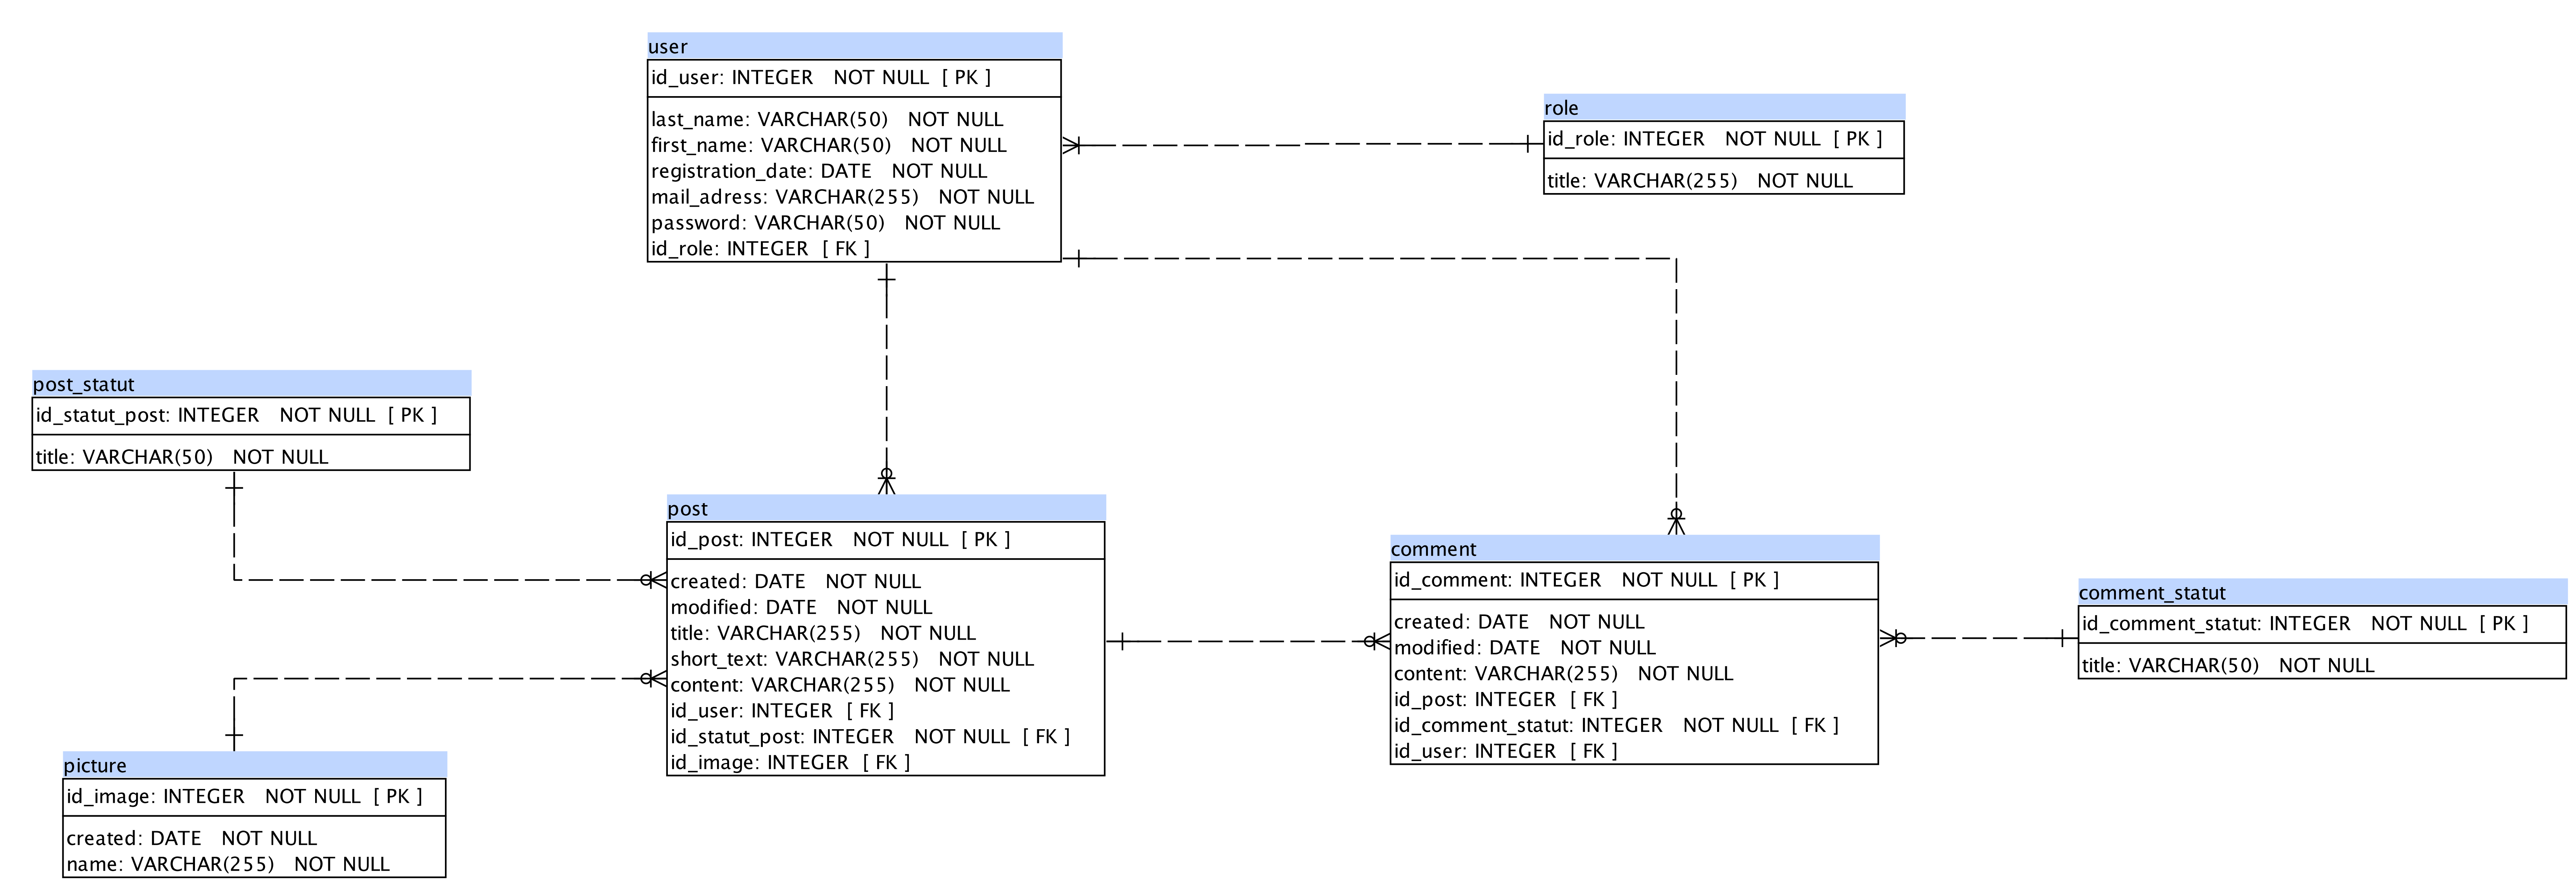 user
id_user: INTEGER NOT NULL [ PK ]
last_name: VARCHAR(50) NOT NULL
first_name: VARCHAR(50) NOT NULL
registration_date: DATE NOT NULL
mail_adress: VARCHAR(255) NOT NULL
password: VARCHAR(50) NOT NULL
id_role: INTEGER [ FK ]
role
id_role: INTEGER NOT NULL [ PK ]
title: VARCHAR(255) NOT NULL
post_statut
id_statut_post: INTEGER NOT NULL [ PK ]
title: VARCHAR(50) NOT NULL
post
id_post: INTEGER NOT NULL [ PK ]
created: DATE NOT NULL
modified: DATE NOT NULL
title: VARCHAR(255) NOT NULL
short_text: VARCHAR(255) NOT NULL
content: VARCHAR(255) NOT NULL
id_user: INTEGER [ FK ]
id_statut_post: INTEGER NOT NULL [ FK ]
id_image: INTEGER [ FK ]
comment
id_comment: INTEGER NOT NULL [ PK ]
created: DATE NOT NULL
modified: DATE NOT NULL
content: VARCHAR(255) NOT NULL
id_post: INTEGER [ FK ]
id_comment_statut: INTEGER NOT NULL [ FK ]
id_user: INTEGER [ FK ]
comment_statut
id_comment_statut: INTEGER NOT NULL [ PK ]
title: VARCHAR(50) NOT NULL
picture
id_image: INTEGER NOT NULL [ PK ]
created: DATE NOT NULL
name: VARCHAR(255) NOT NULL